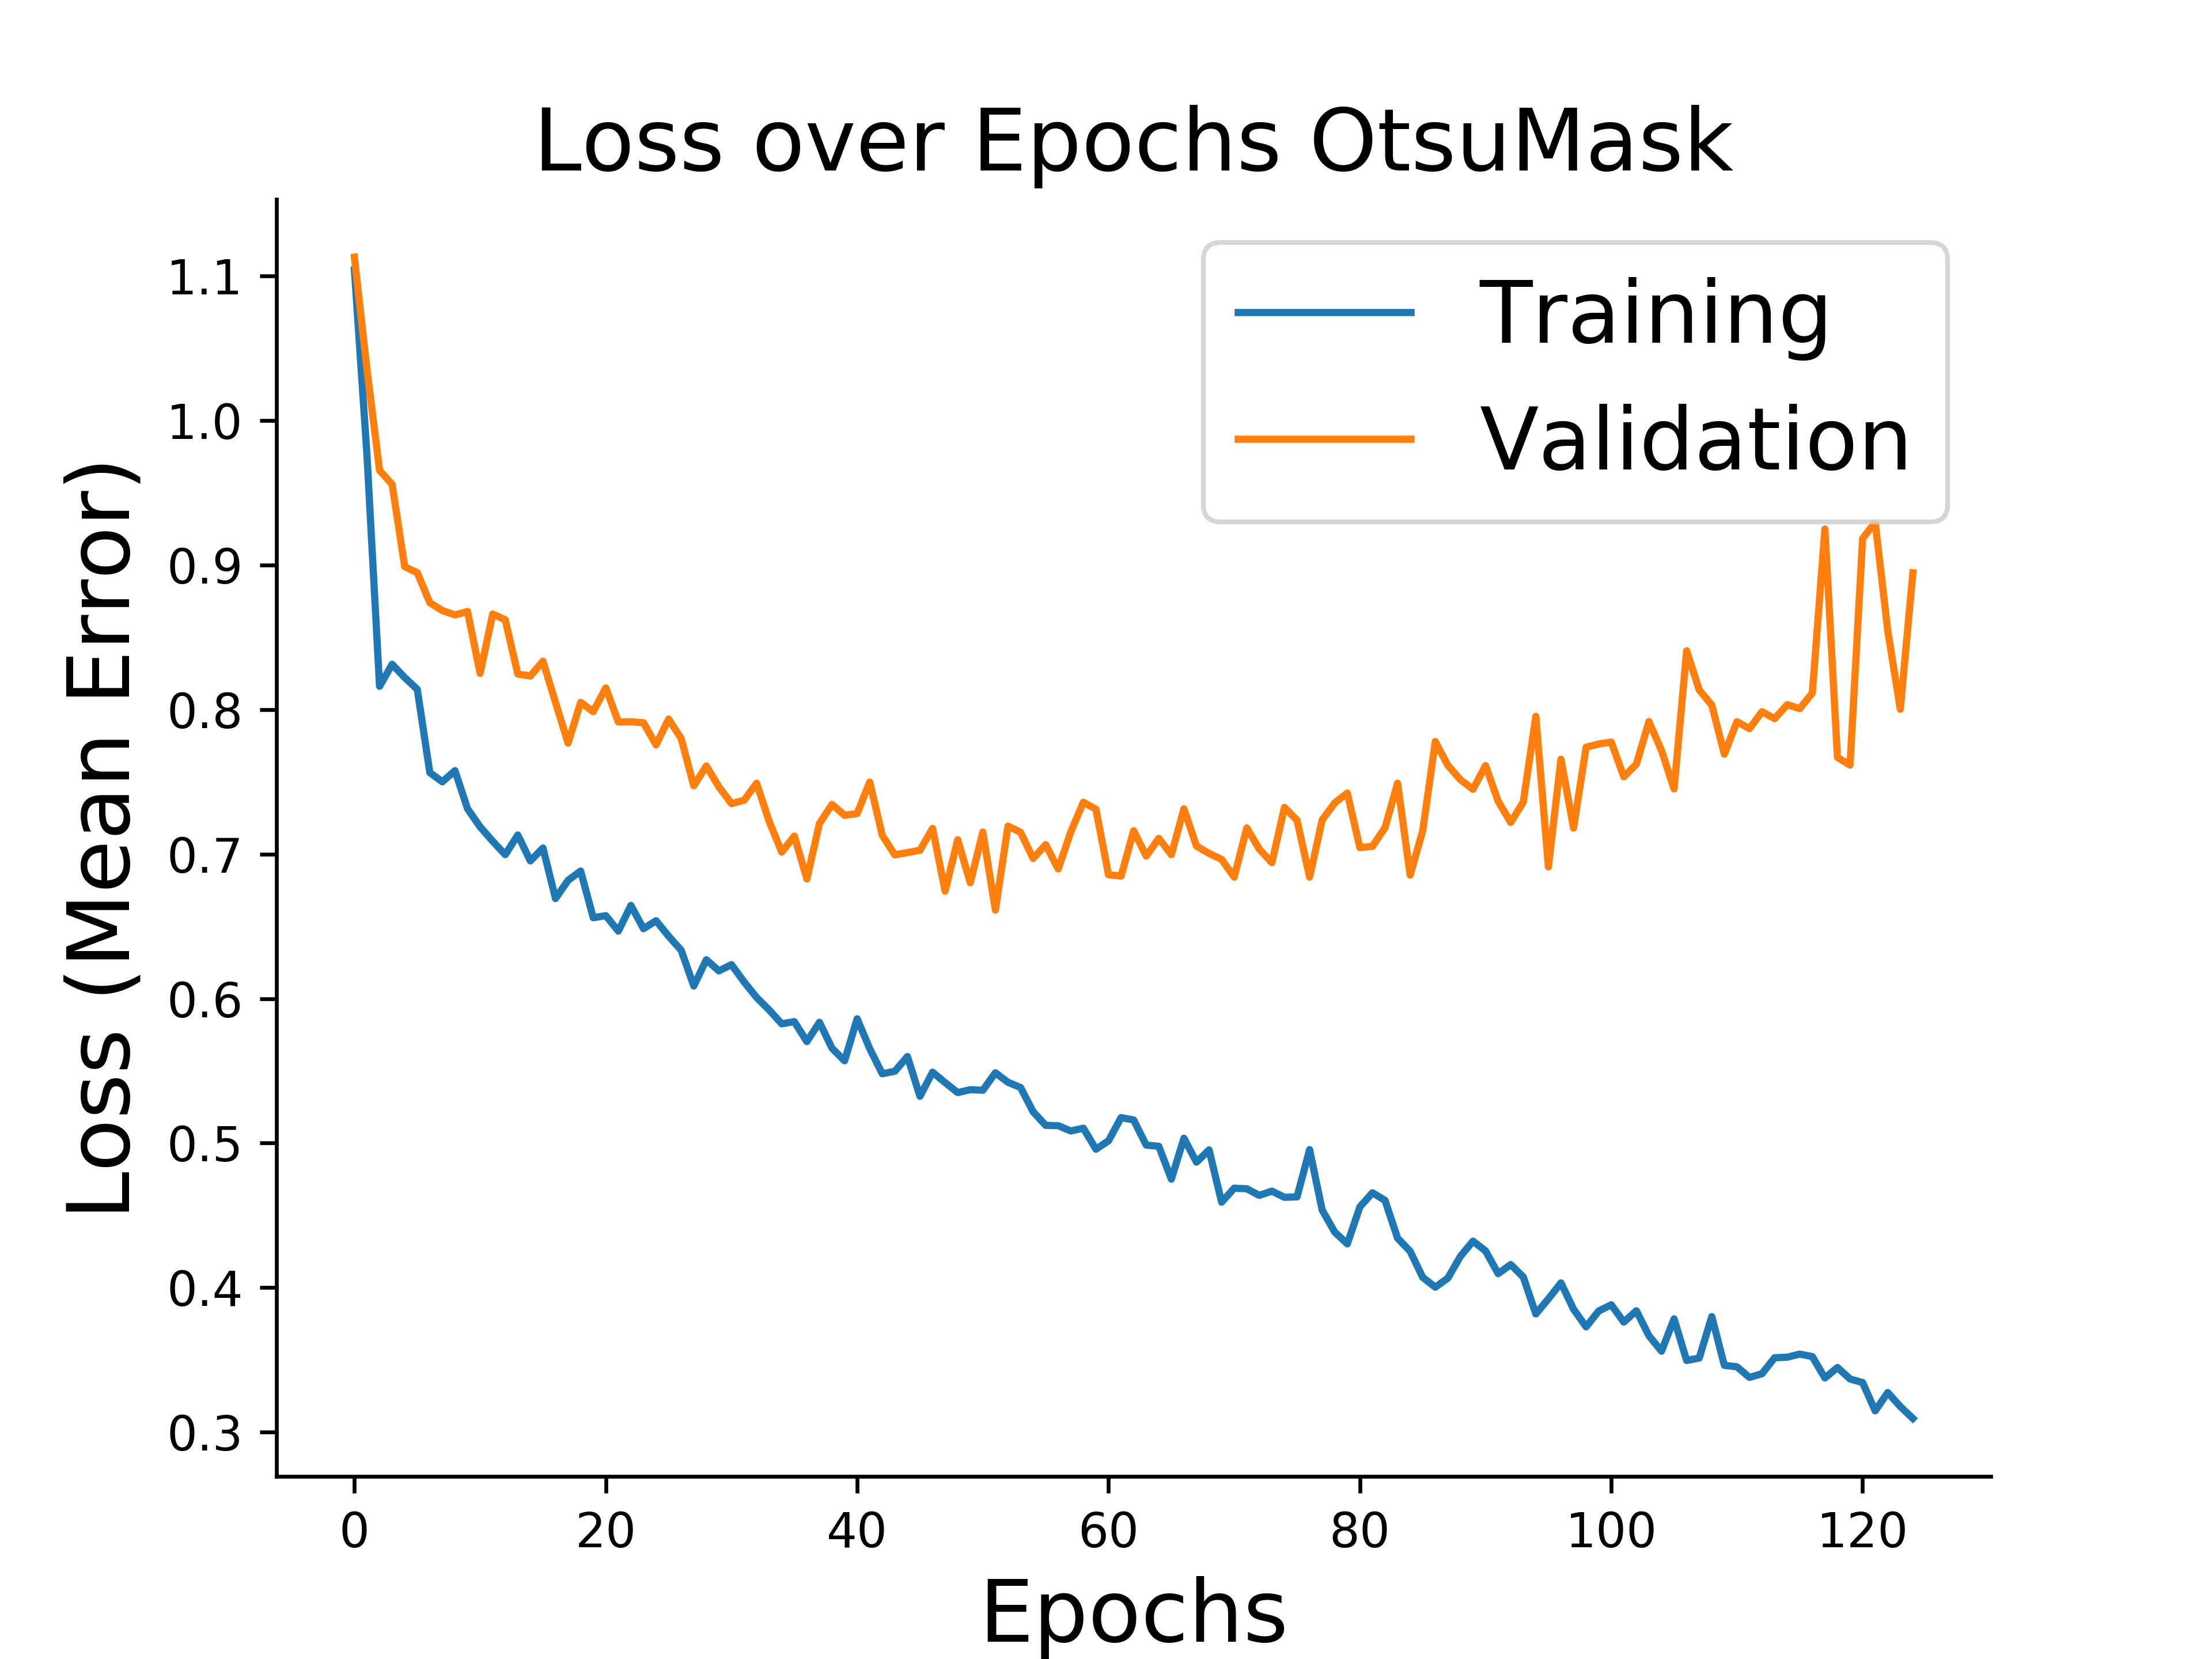 Loss over Epochs OtsuMask
Training
Validation
Loss (Mean Error)
1.1
1.0
0.9
0.8
0.7
0.6
0.5
0.4
0.3
0 20 40 60 80 100 120
Epochs